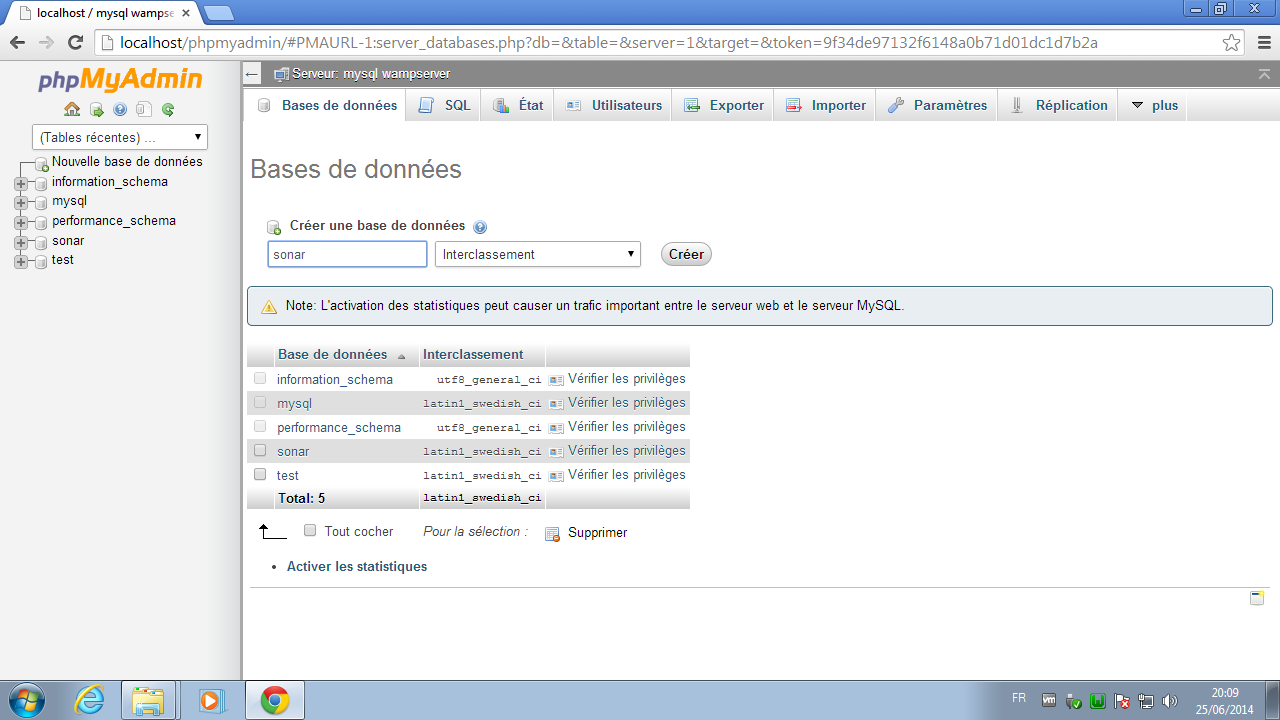 localhost / mysql wampse
localhost/phpmyadmin/#PMAURL-1:server_databases.php?db=&table=&server=1&target=&token=9f34de97132f6148a0b71d01dc1d7b2a
phpMyAdmin
(Tables récentes) ...
Nouvelle base de données
information_schema
mysql
performance_schema
sonar
test
Serveur: mysql wampserver
Bases de données SQL État Utilisateurs Exporter Importer Paramètres Réplication plus
Bases de données
Créer une base de données
sonar Interclassement Créer
Note: L'activation des statistiques peut causer un trafic important entre le serveur web et le serveur MySQL.
Base de données Interclassement
information_schema utf8_general_ci Vérifier les privilèges
mysql latin1_swedish_ci Vérifier les privilèges
performance_schema utf8_general_ci Vérifier les privilèges
sonar latin1_swedish_ci Vérifier les privilèges
test latin1_swedish_ci Vérifier les privilèges
Total: 5 latin1_swedish_ci
Tout cocher Pour la sélection : Supprimer
Activer les statistiques
FR
20:09
25/06/2014